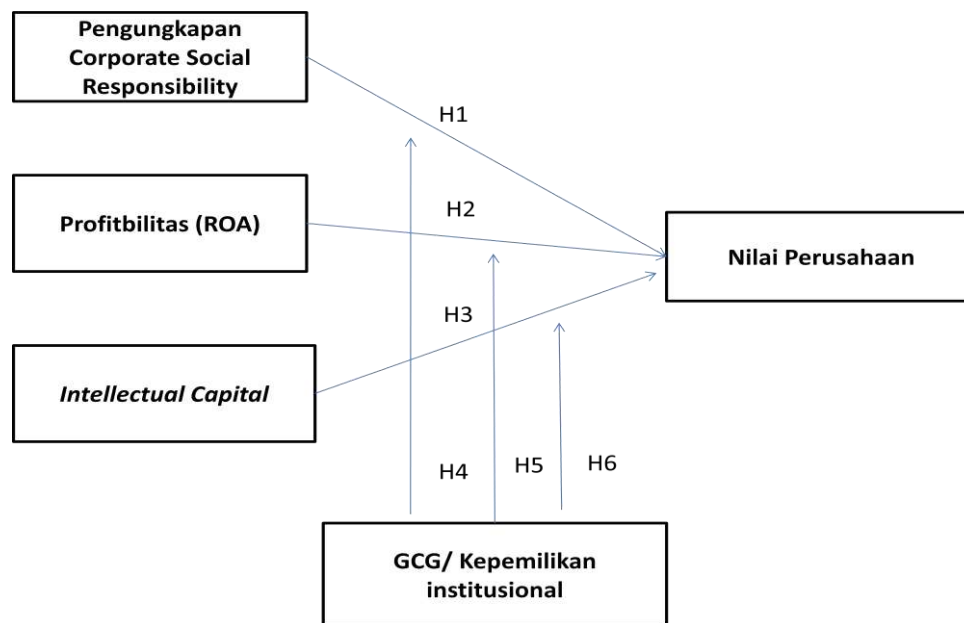 Pengungkapan
Corporate Social
Responsibility
H1
Profitbilitas (ROA)
H2
Nilai Perusahaan
H3
Intellectual Capital
H4
H5
H6
GCG/ Kepemilikan
institusional